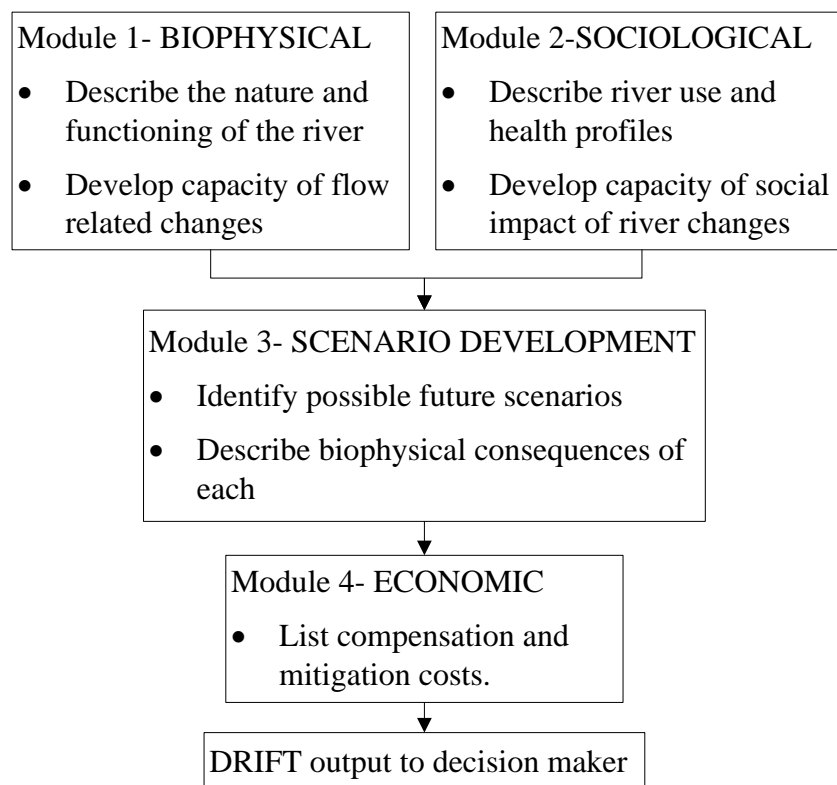 Module 1- BIOPHYSICAL
• Describe the nature and
functioning of the river
• Develop capacity of flow
related changes
Module 2-SOCIOLOGICAL
• Describe river use and
health profiles
• Develop capacity of social
impact of river changes
Module 3- SCENARIO DEVELOPMENT
• Identify possible future scenarios
• Describe biophysical consequences of
each
Module 4- ECONOMIC
• List compensation and
mitigation costs.
DRIFT output to decision maker